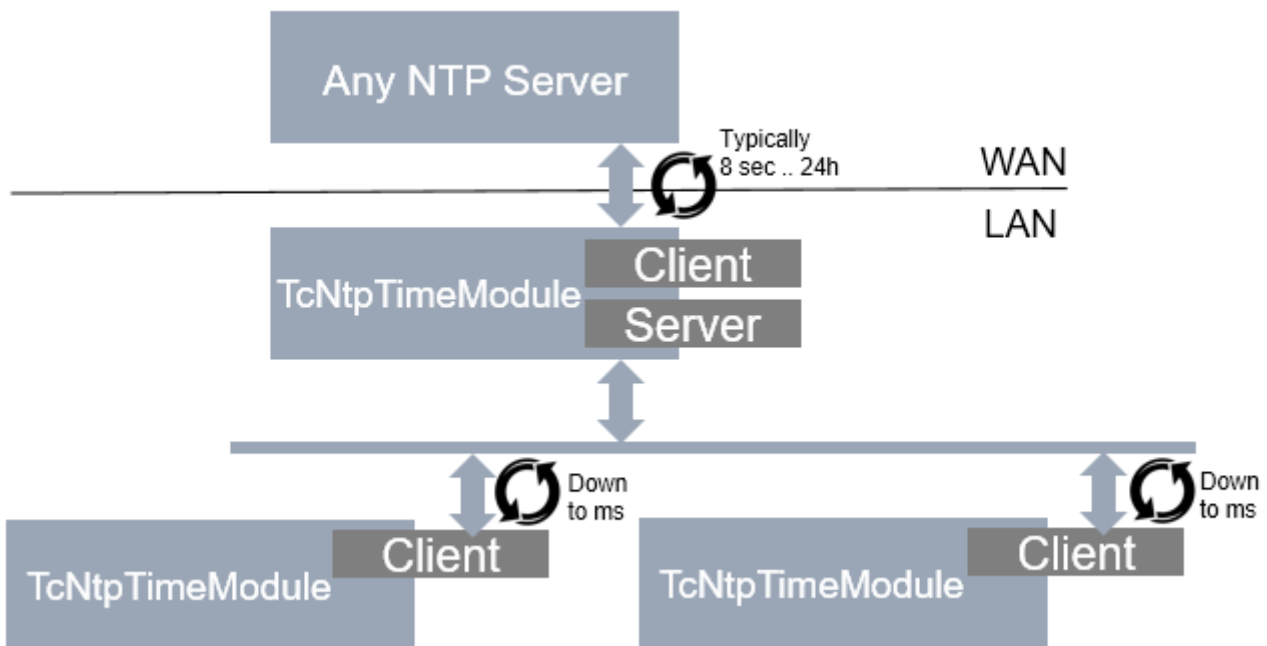 Any NTP Server
Typically
8 sec .. 24h
WAN
LAN
Client
TcNtpTimeModule
Server
Down
to ms
Down
to ms
Client
TcNtpTimeModule
Client
TcNtpTimeModule